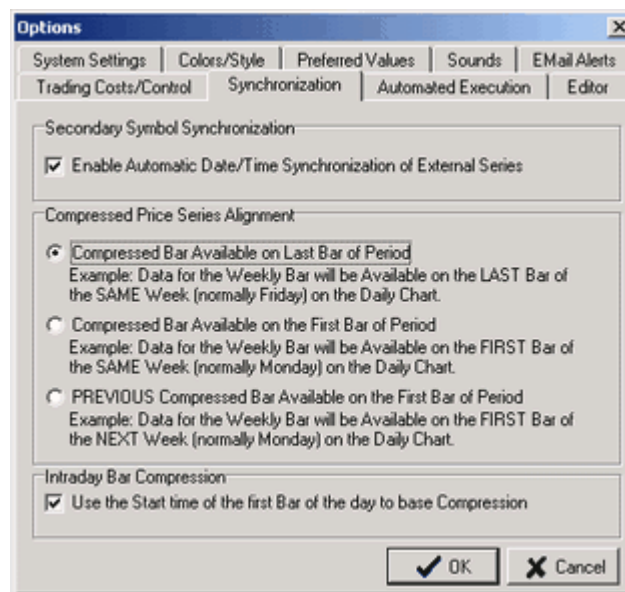 Options
System Settings
Colors/Style
Preferred Values
Sounds
EMail Alerts
Trading Costs/Control
Synchronization
Automated Execution
Editor
Secondary Symbol Synchronization
Enable Automatic Date/Time Synchronization of External Series
Compressed Price Series Alignment
Compressed Bar Available on Last Bar of Period
Example: Data for the Weekly Bar will be Available on the LAST Bar of
the SAME Week (normally Friday) on the Daily Chart.
Compressed Bar Available on the First Bar of Period
Example: Data for the Weekly Bar will be Available on the FIRST Bar of
the SAME Week (normally Monday) on the Daily Chart.
PREVIOUS Compressed Bar Available on the First Bar of Period
Example: Data for the Weekly Bar will be Available on the FIRST Bar of
the NEXT Week (normally Monday) on the Daily Chart.
Intraday Bar Compression
Use the Start time of the first Bar of the day to base Compression
OK
Cancel